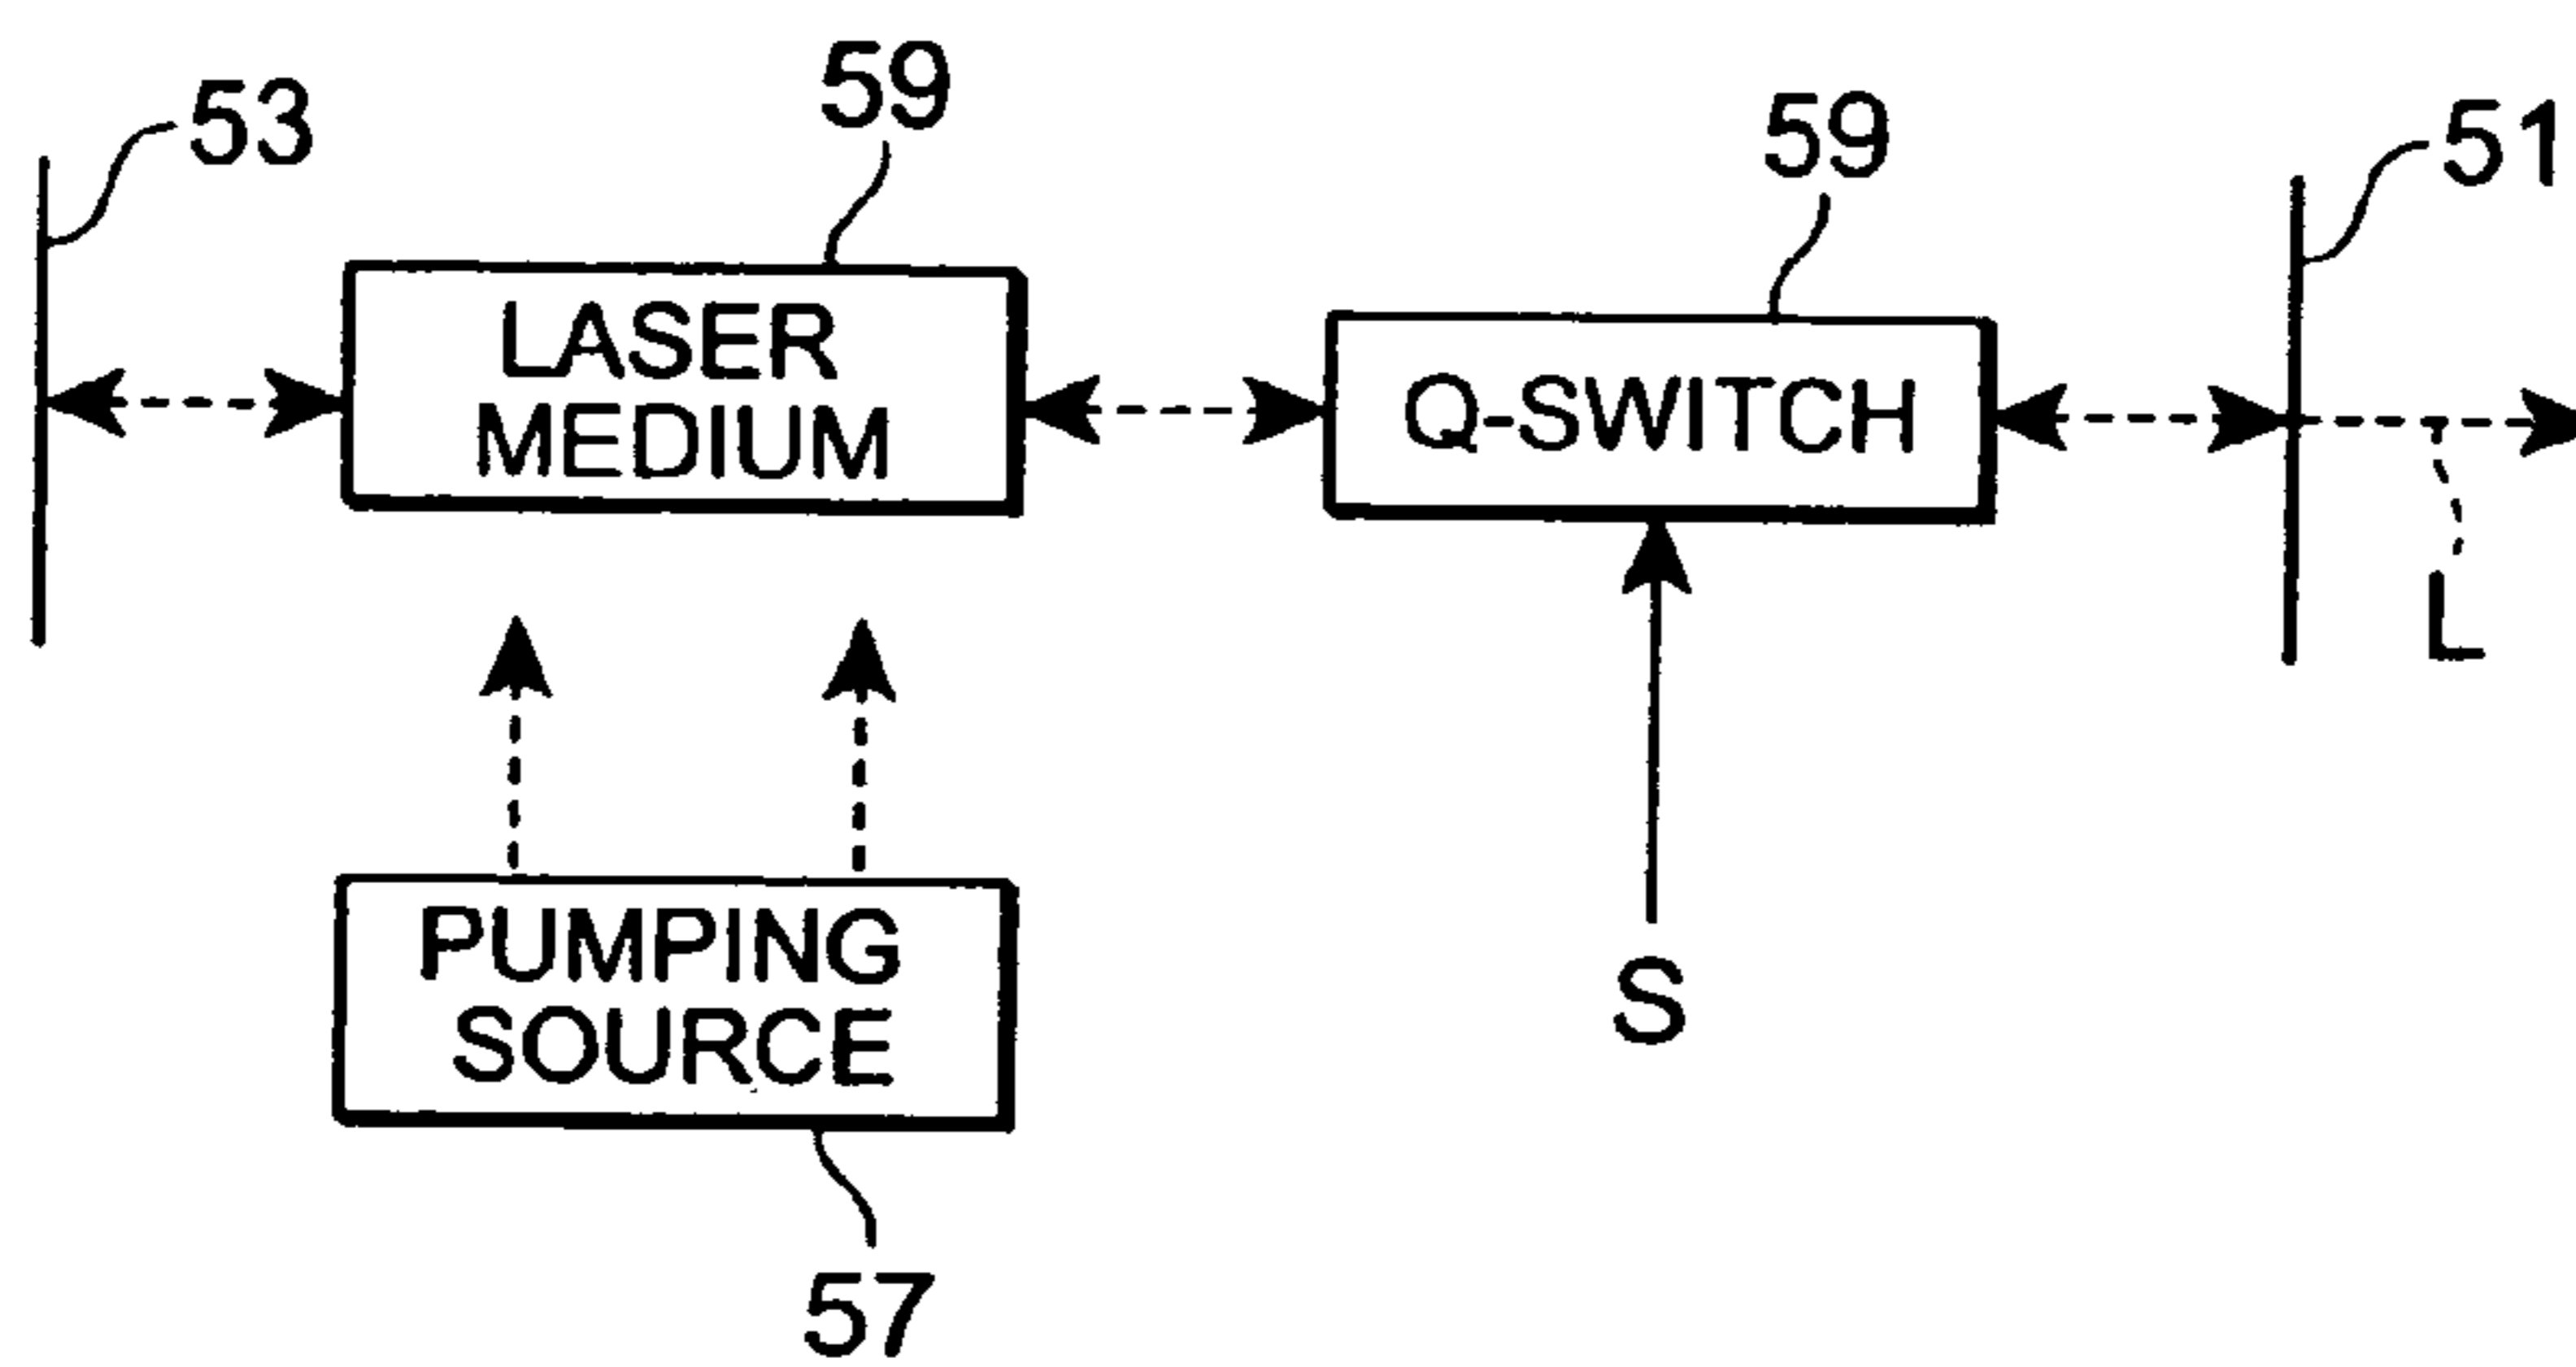 53
59
59
51
LASER
MEDIUM
Q-SWITCH
L
PUMPING
SOURCE
S
57